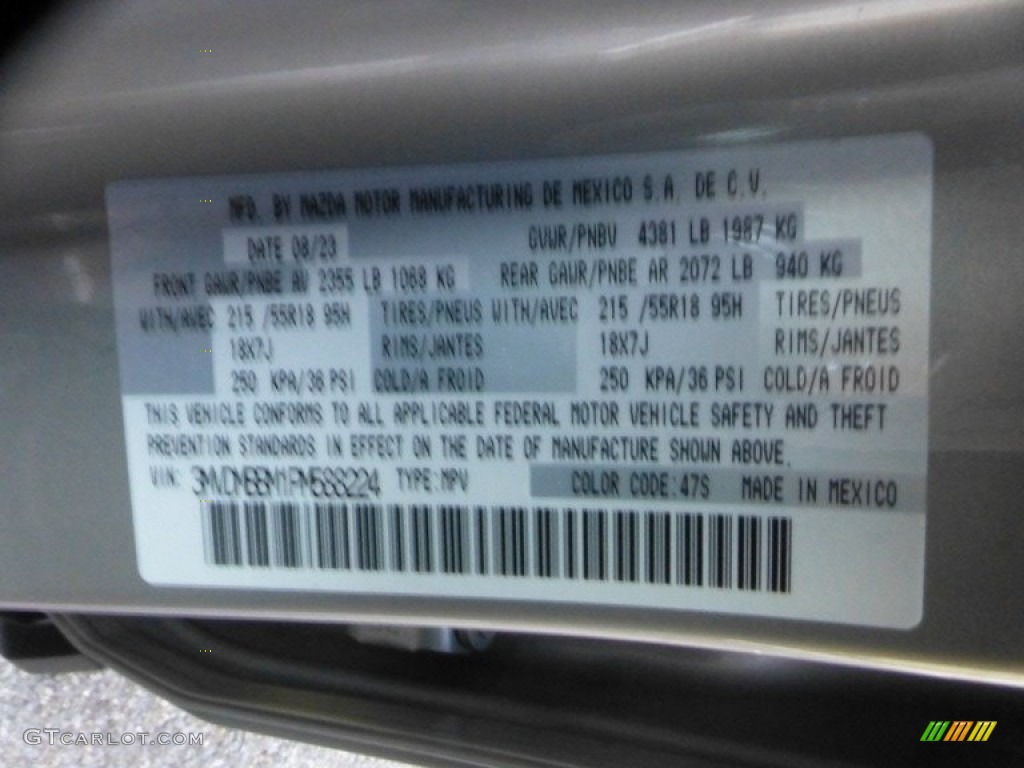 MFD. BY MAZDA MOTOR MANUFACTURING DE MEXICO S.A. DE C.V.
DATE 08/23 GVWR/PNBV 4381 LB 1987 KG
FRONT GAWR/PNBE AV 2355 LB 1068 KG REAR GAWR/PNBE AR 2072 LB 940 KG
WITH/AVEC 215 /55R18 95H TIRES/PNEUS WITH/AVEC 215 /55R18 95H TIRES/PNEUS
18X7J RIMS/JANTES 18X7J RIMS/JANTES
250 KPA/36 PSI COLD/A FROID 250 KPA/36 PSI COLD/A FROID
THIS VEHICLE CONFORMS TO ALL APPLICABLE FEDERAL MOTOR VEHICLE SAFETY AND THEFT
PREVENTION STANDARDS IN EFFECT ON THE DATE OF MANUFACTURE SHOWN ABOVE.
VIN: TYPE:MPV COLOR CODE:47S MADE IN MEXICO
GTCARLOT.COM